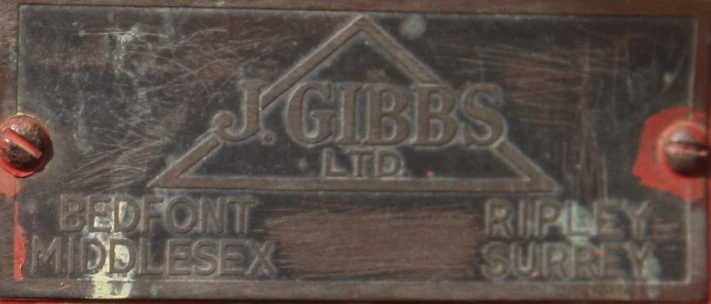 J. GIBBS
LTD.
BEDFONT
MIDDLESEX
RIPLEY
SURREY